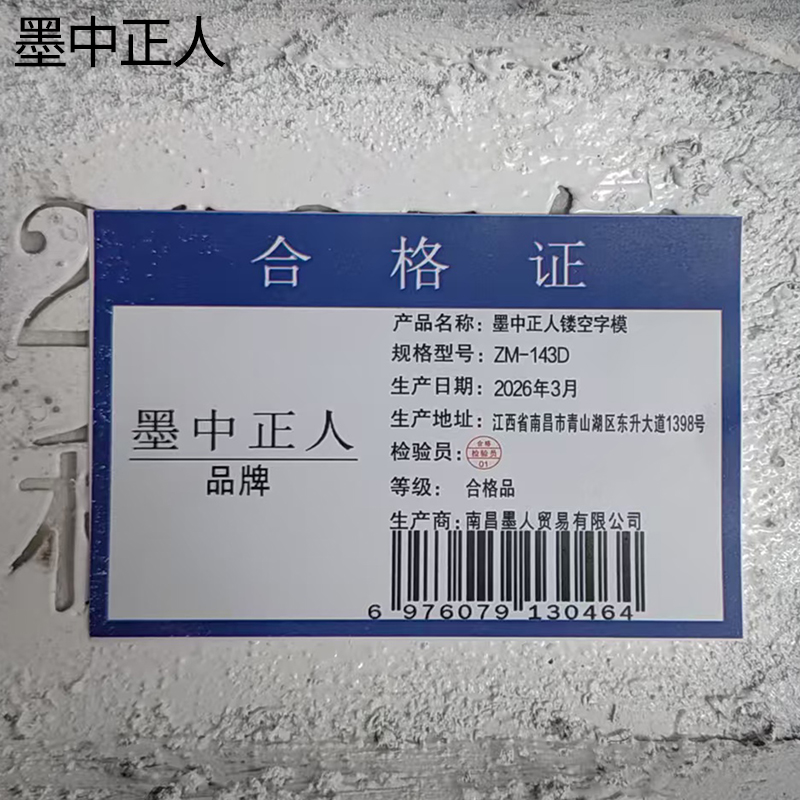 墨中正人
合格证
产品名称：墨中正人镂空字模
规格型号：ZM-143D
生产日期：2026年3月
生产地址：江西省南昌市青山湖区东升大道1398号
检验员：
合格
检验员
01
等级：合格品
生产商：南昌墨人贸易有限公司
墨中正人
品牌
6 976079 130464